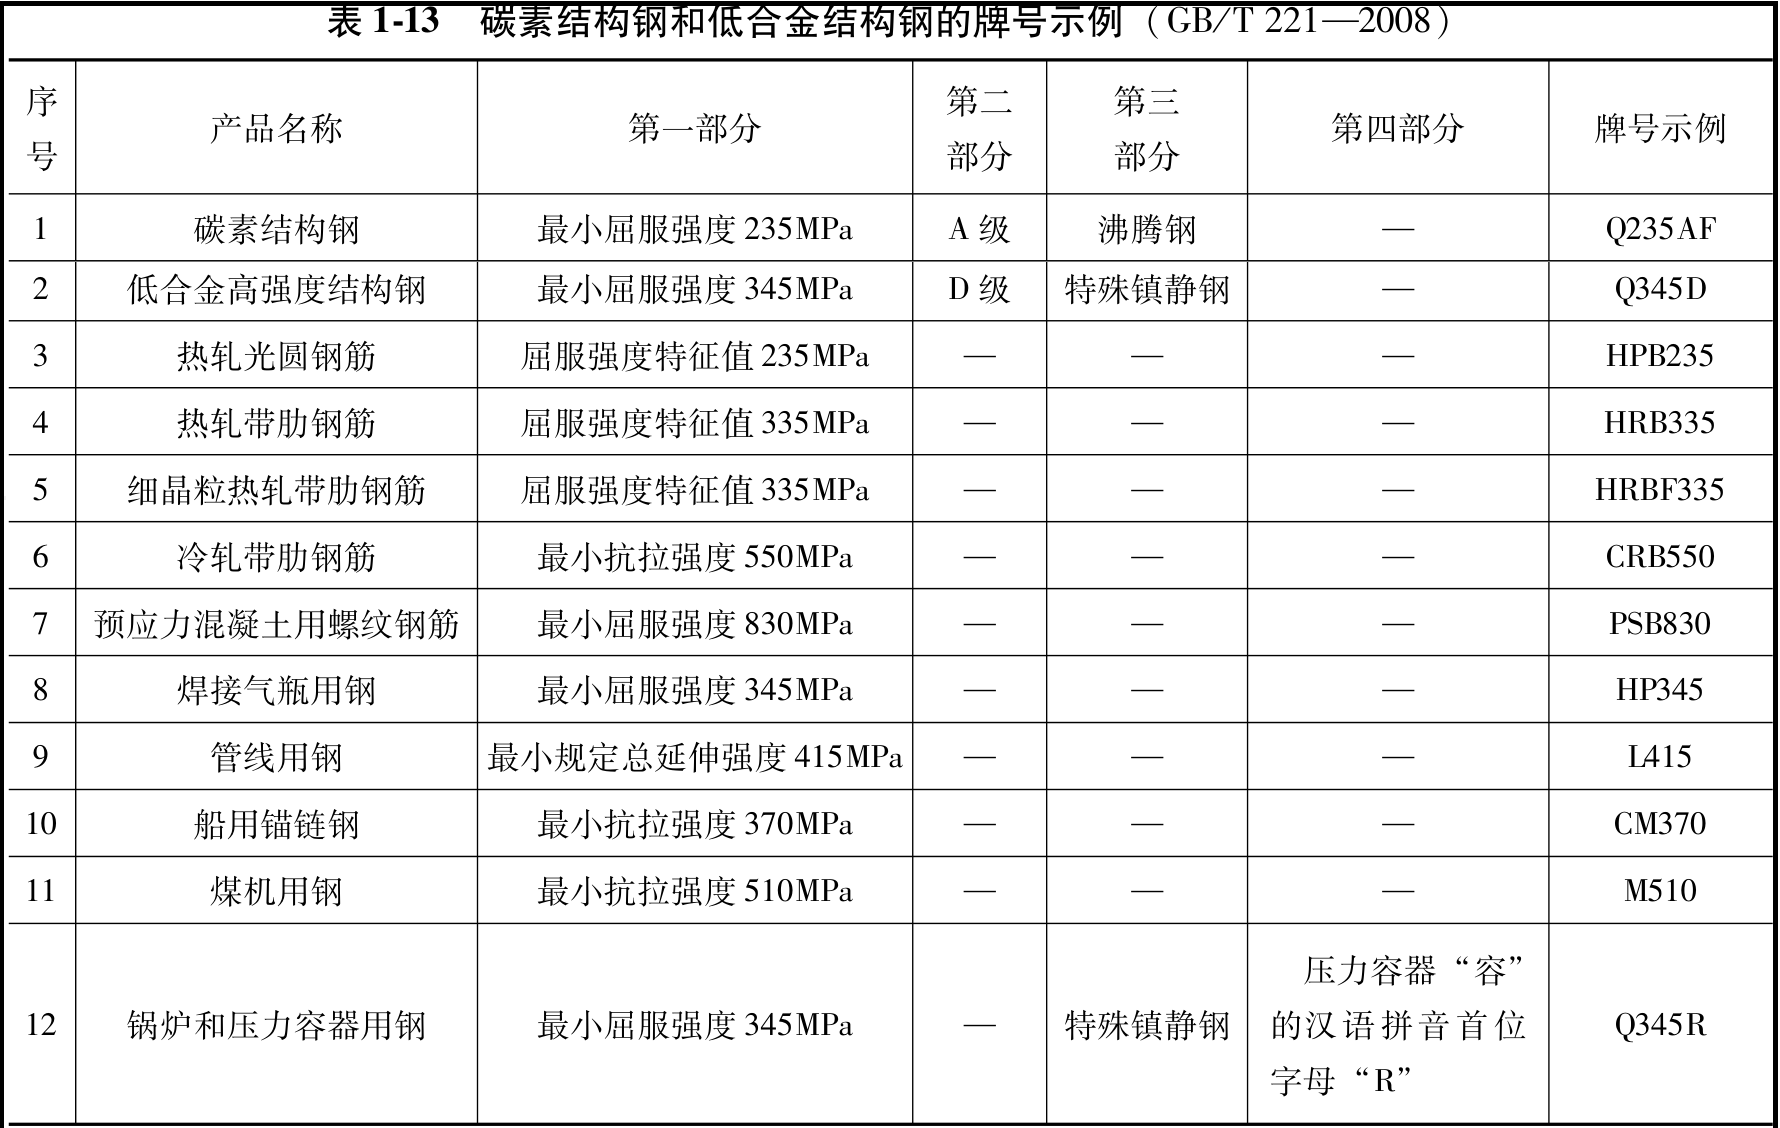 表 1-13 碳素结构钢和低合金结构钢的牌号示例（GB/T 221—2008）
序号 产品名称 第一部分 第二部分 第三部分 第四部分 牌号示例
1 碳素结构钢 最小屈服强度 235MPa A 级 沸腾钢 — Q235AF
2 低合金高强度结构钢 最小屈服强度 345MPa D 级 特殊镇静钢 — Q345D
3 热轧光圆钢筋 屈服强度特征值 235MPa — — — HPB235
4 热轧带肋钢筋 屈服强度特征值 335MPa — — — HRB335
5 细晶粒热轧带肋钢筋 屈服强度特征值 335MPa — — — HRBF335
6 冷轧带肋钢筋 最小抗拉强度 550MPa — — — CRB550
7 预应力混凝土用螺纹钢筋 最小屈服强度 830MPa — — — PSB830
8 焊接气瓶用钢 最小屈服强度 345MPa — — — HP345
9 管线用钢 最小规定总延伸强度 415MPa — — — L415
10 船用锚链钢 最小抗拉强度 370MPa — — — CM370
11 煤机用钢 最小抗拉强度 510MPa — — — M510
12 锅炉和压力容器用钢 最小屈服强度 345MPa — 特殊镇静钢 压力容器“容”的汉语拼音首位字母“R” Q345R